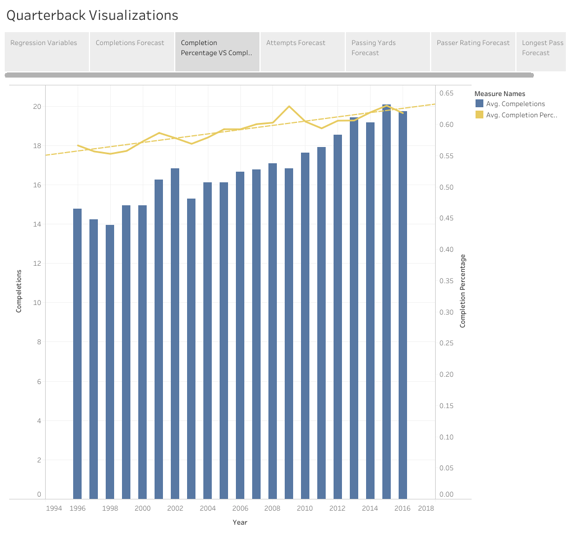 Quarterback Visualizations
Regression Variables
Completions Forecast
Completion
Percentage VS Compl..
Attempts Forecast
Passing Yards
Forecast
Passer Rating Forecast
Longest Pass
Forecast
Measure Names
Avg. Compeletions
Avg. Completion Perc..
20
18
16
14
12
10
8
6
4
2
0
Compeletions
0.65
0.60
0.55
0.50
0.45
0.40
0.35
0.30
0.25
0.20
0.15
0.10
0.05
0.00
Completion Percentage
1994 1996 1998 2000 2002 2004 2006 2008 2010 2012 2014 2016 2018
Year